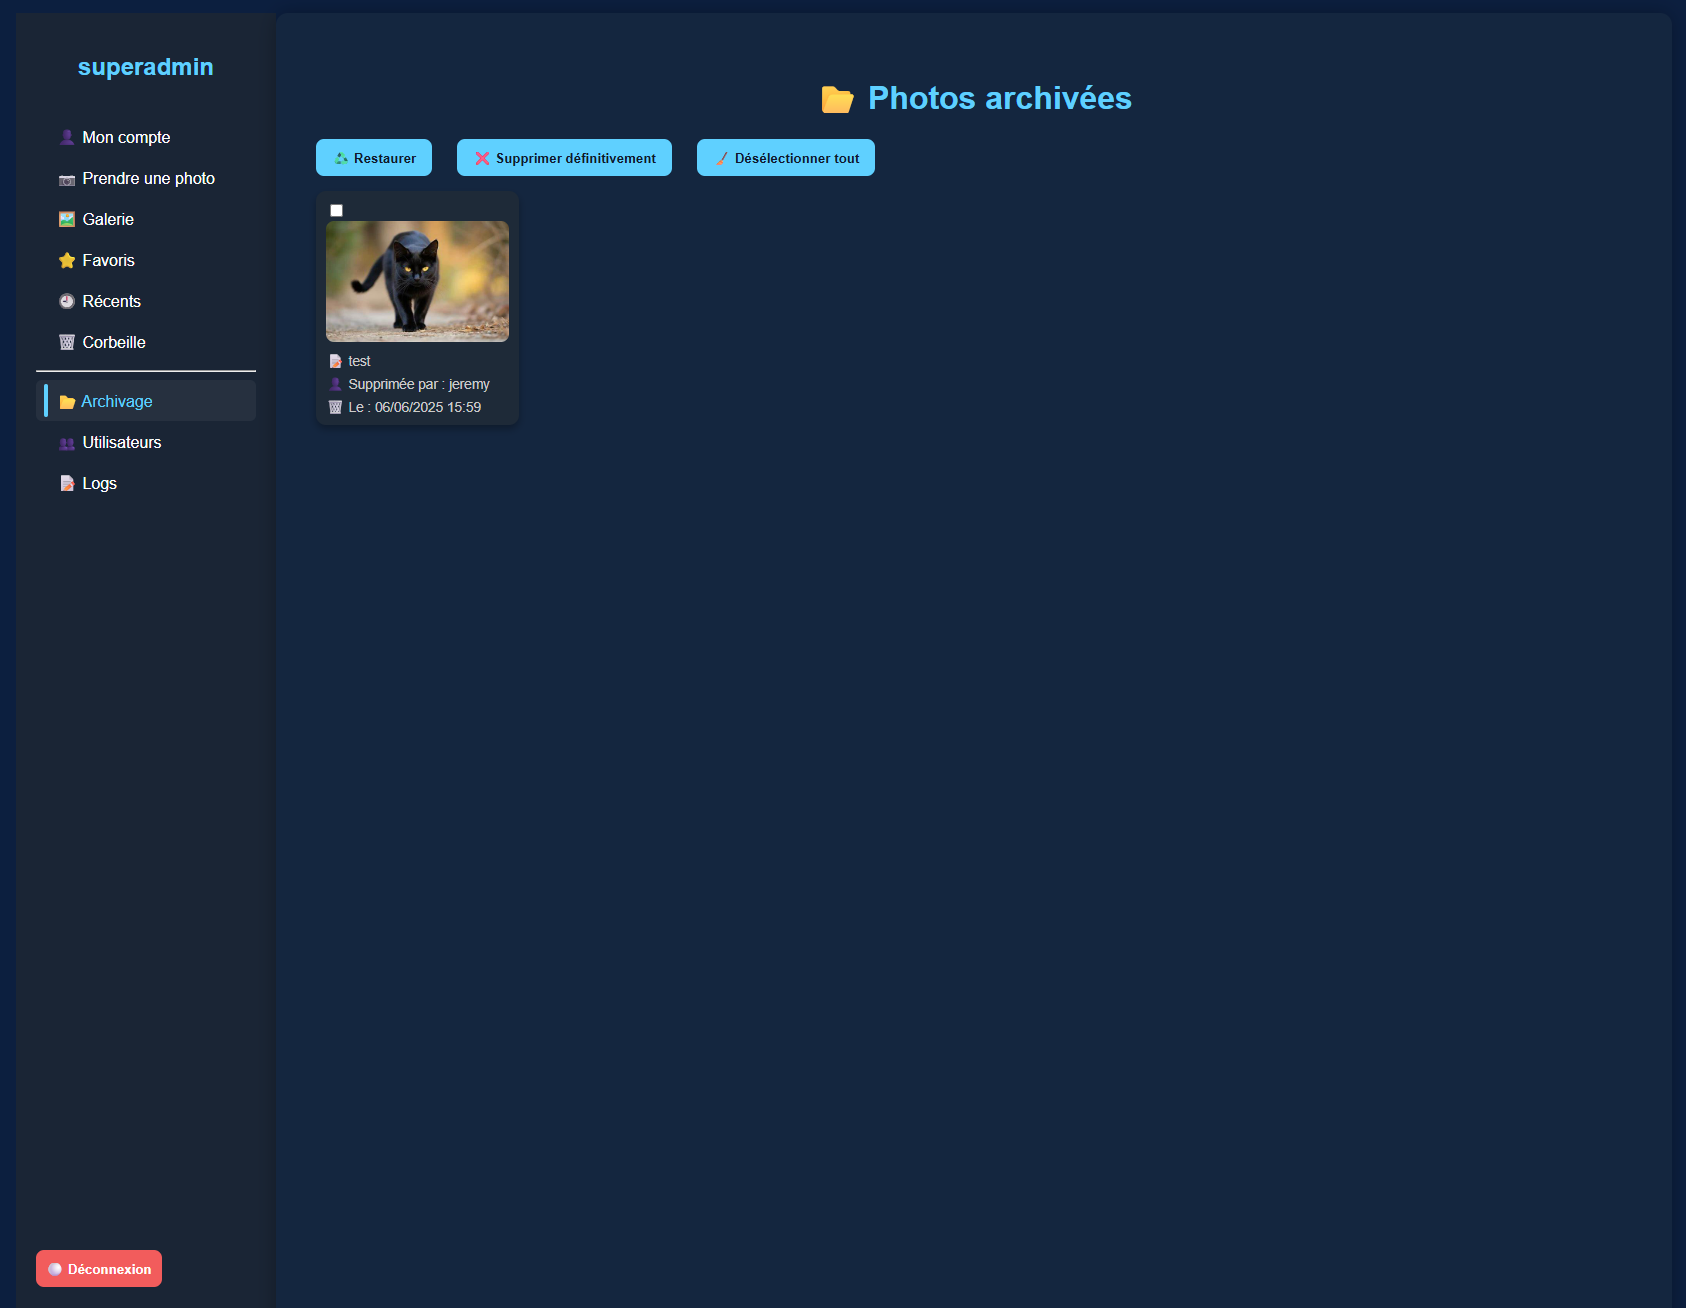 superadmin
Mon compte
Prendre une photo
Galerie
Favoris
Récents
Corbeille
Archivage
Utilisateurs
Logs
Déconnexion
Photos archivées
Restaurer
Supprimer définitivement
Désélectionner tout
test
Supprimée par : jeremy
Le : 06/06/2025 15:59